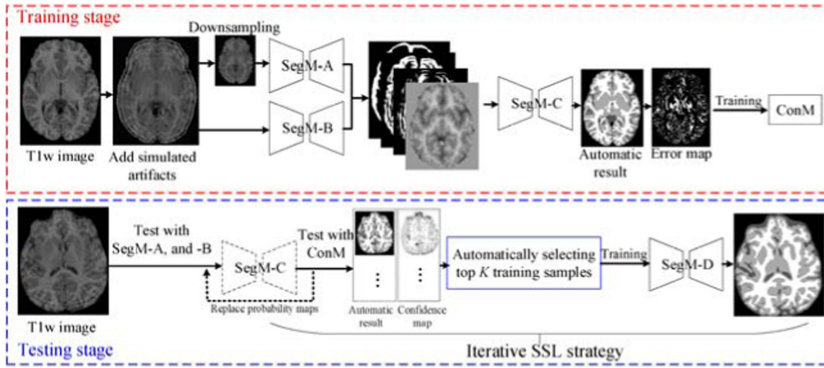 Training stage
Downsampling
SegM-A
SegM-B
SegM-C
Training
ConM
T1w image
Add simulated
artifacts
Automatic
result
Error map
Test with
SegM-A, and -B
SegM-C
Test with
ConM
Automatically selecting
top K training samples
Training
SegM-D
Replace probability maps
Automatic
result
Confidence
map
T1w image
Testing stage
Iterative SSL strategy